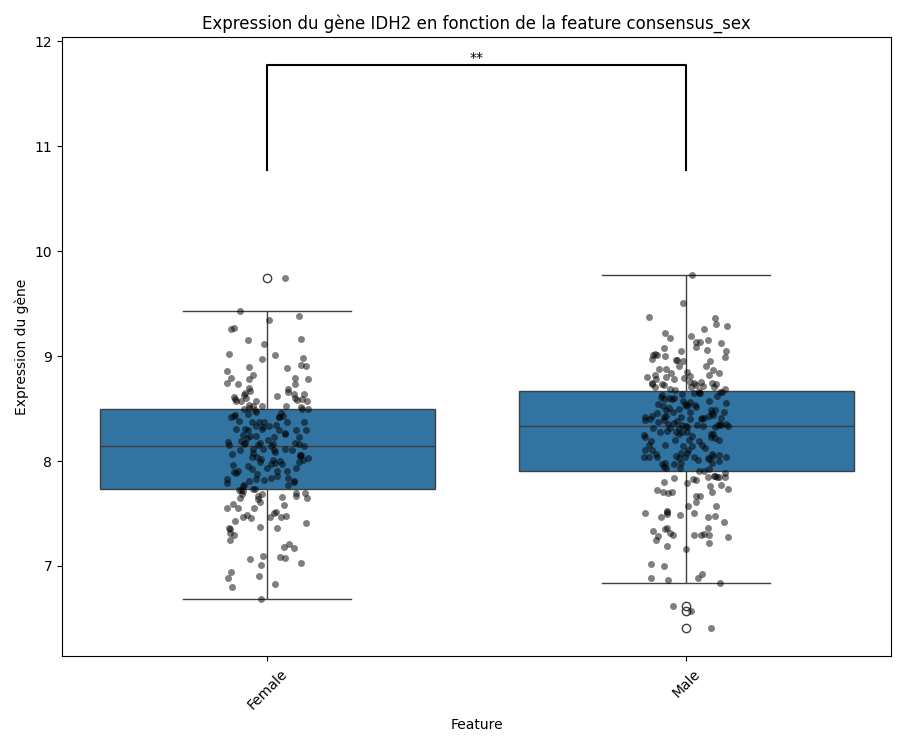 Expression du gène IDH2 en fonction de la feature consensus_sex
12
**
11
10
9
8
7
Expression du gène
Female
Male
Feature